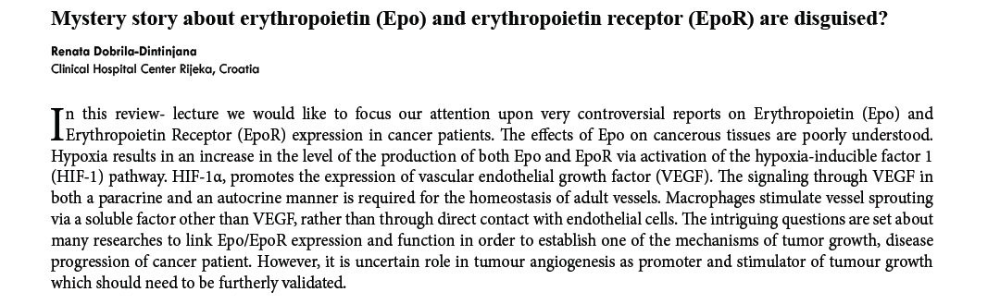 Mystery story about erythropoietin (Epo) and erythropoietin receptor (EpoR) are disguised?
Renata Dobrila-Dintinjana
Clinical Hospital Center Rijeka, Croatia
In this review- lecture we would like to focus our attention upon very controversial reports on Erythropoietin (Epo) and
Erythropoietin Receptor (EpoR) expression in cancer patients. The effects of Epo on cancerous tissues are poorly understood.
Hypoxia results in an increase in the level of the production of both Epo and EpoR via activation of the hypoxia-inducible factor 1
(HIF-1) pathway. HIF-1α, promotes the expression of vascular endothelial growth factor (VEGF). The signaling through VEGF in
both a paracrine and an autocrine manner is required for the homeostasis of adult vessels. Macrophages stimulate vessel sprouting
via a soluble factor other than VEGF, rather than through direct contact with endothelial cells. The intriguing questions are set about
many researches to link Epo/EpoR expression and function in order to establish one of the mechanisms of tumor growth, disease
progression of cancer patient. However, it is uncertain role in tumour angiogenesis as promoter and stimulator of tumour growth
which should need to be furtherly validated.